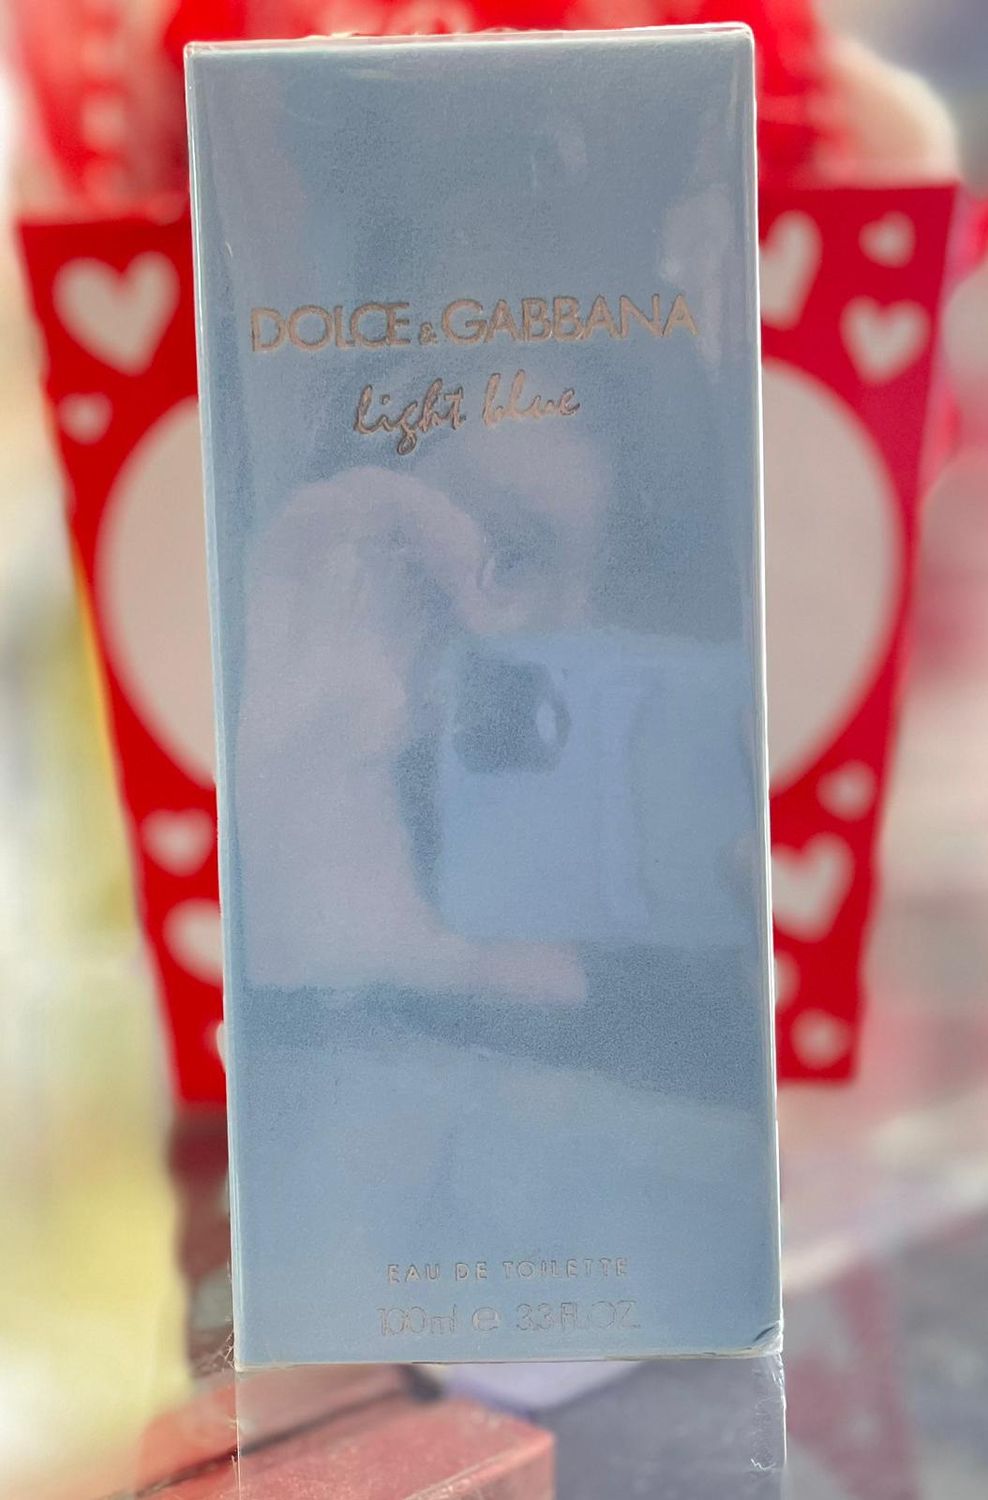 DOLCE & GABBANA
light blue
EAU DE TOILETTE
100ml e 3.3 FL.OZ.